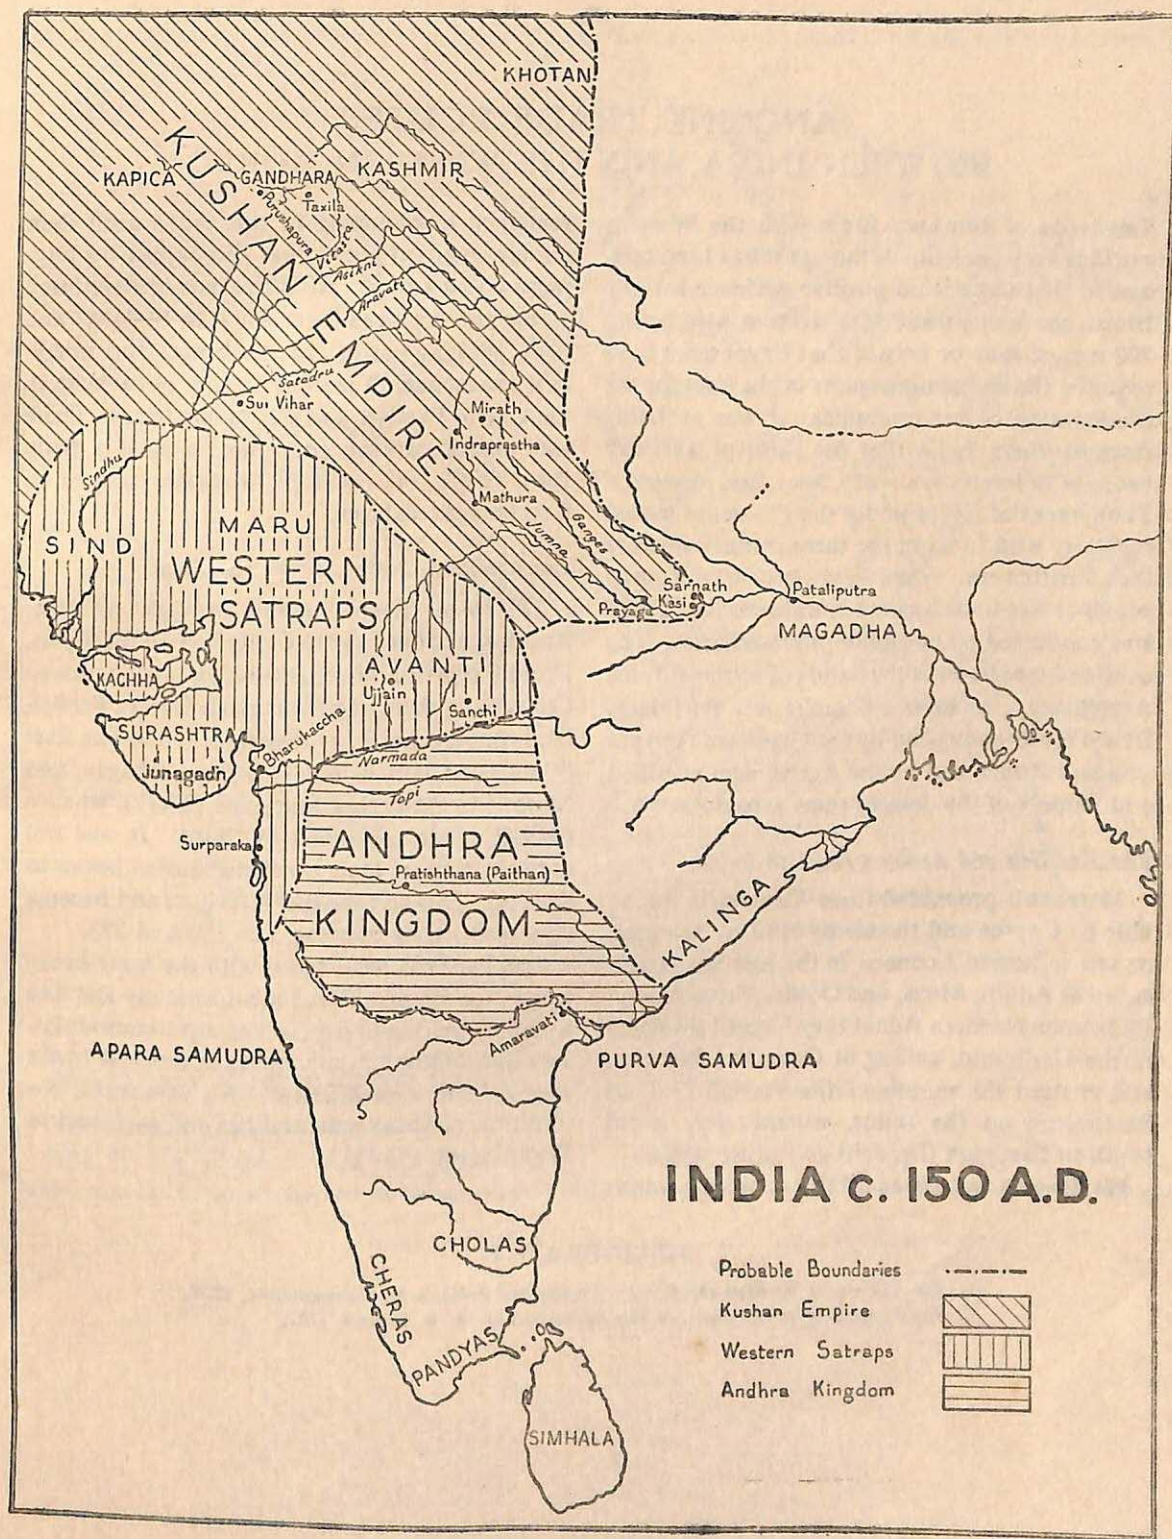 KHOTAN
KASHMIR
KAPICA
GANDHARA
Taxila
Purushapura
Vitasta
Asikni
Aravati
KUSHAN EMPIRE
Satadru
Sui Vihar
Mirath
Indraprastha
Sindhu
Mathura
MARU
SIND
WESTERN
SATRAPS
Jumna
Ganges
Sarnath
Kasi
Prayaga
Pataliputra
MAGADHA
AVANTI
Ujjain
Sanchi
KACHHA
SURASHTRA
Junagadh
Bharukaccha
Narmada
Topi
Surparaka
ANDHRA
Pratishthana (Paithan)
KINGDOM
KALINGA
Amaravati
APARA SAMUDRA
PURVA SAMUDRA
INDIA c. 150 A.D.
CHOLAS
CHERAS
PANDYAS
SIMHALA
Probable Boundaries
Kushan Empire
Western Satraps
Andhra Kingdom